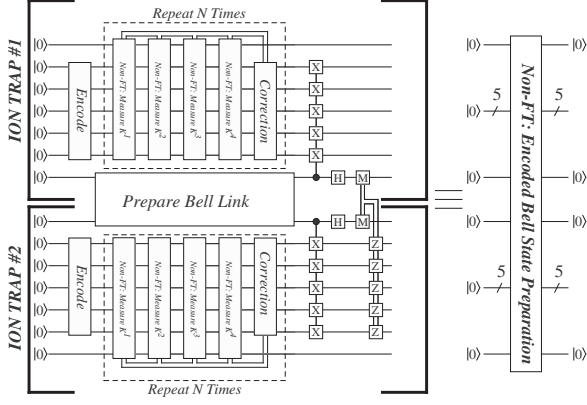 Repeat N Times
ION TRAP #1
|0⟩
|0⟩
|0⟩
|0⟩
|0⟩
|0⟩
|0⟩
Encode
Non-FT: Measure K¹
Non-FT: Measure K²
Non-FT: Measure K³
Non-FT: Measure K⁴
Correction
X
X
X
X
X
H M
Prepare Bell Link
ION TRAP #2
|0⟩
|0⟩
|0⟩
|0⟩
|0⟩
|0⟩
|0⟩
H M
Encode
Non-FT: Measure K¹
Non-FT: Measure K²
Non-FT: Measure K³
Non-FT: Measure K⁴
Correction
X Z
X Z
X Z
X Z
X Z
Repeat N Times
|0⟩ |0⟩
|0⟩ 5 5
|0⟩ |0⟩
|0⟩ |0⟩
|0⟩ 5 5
|0⟩ |0⟩
Non-FT: Encoded Bell State Preparation